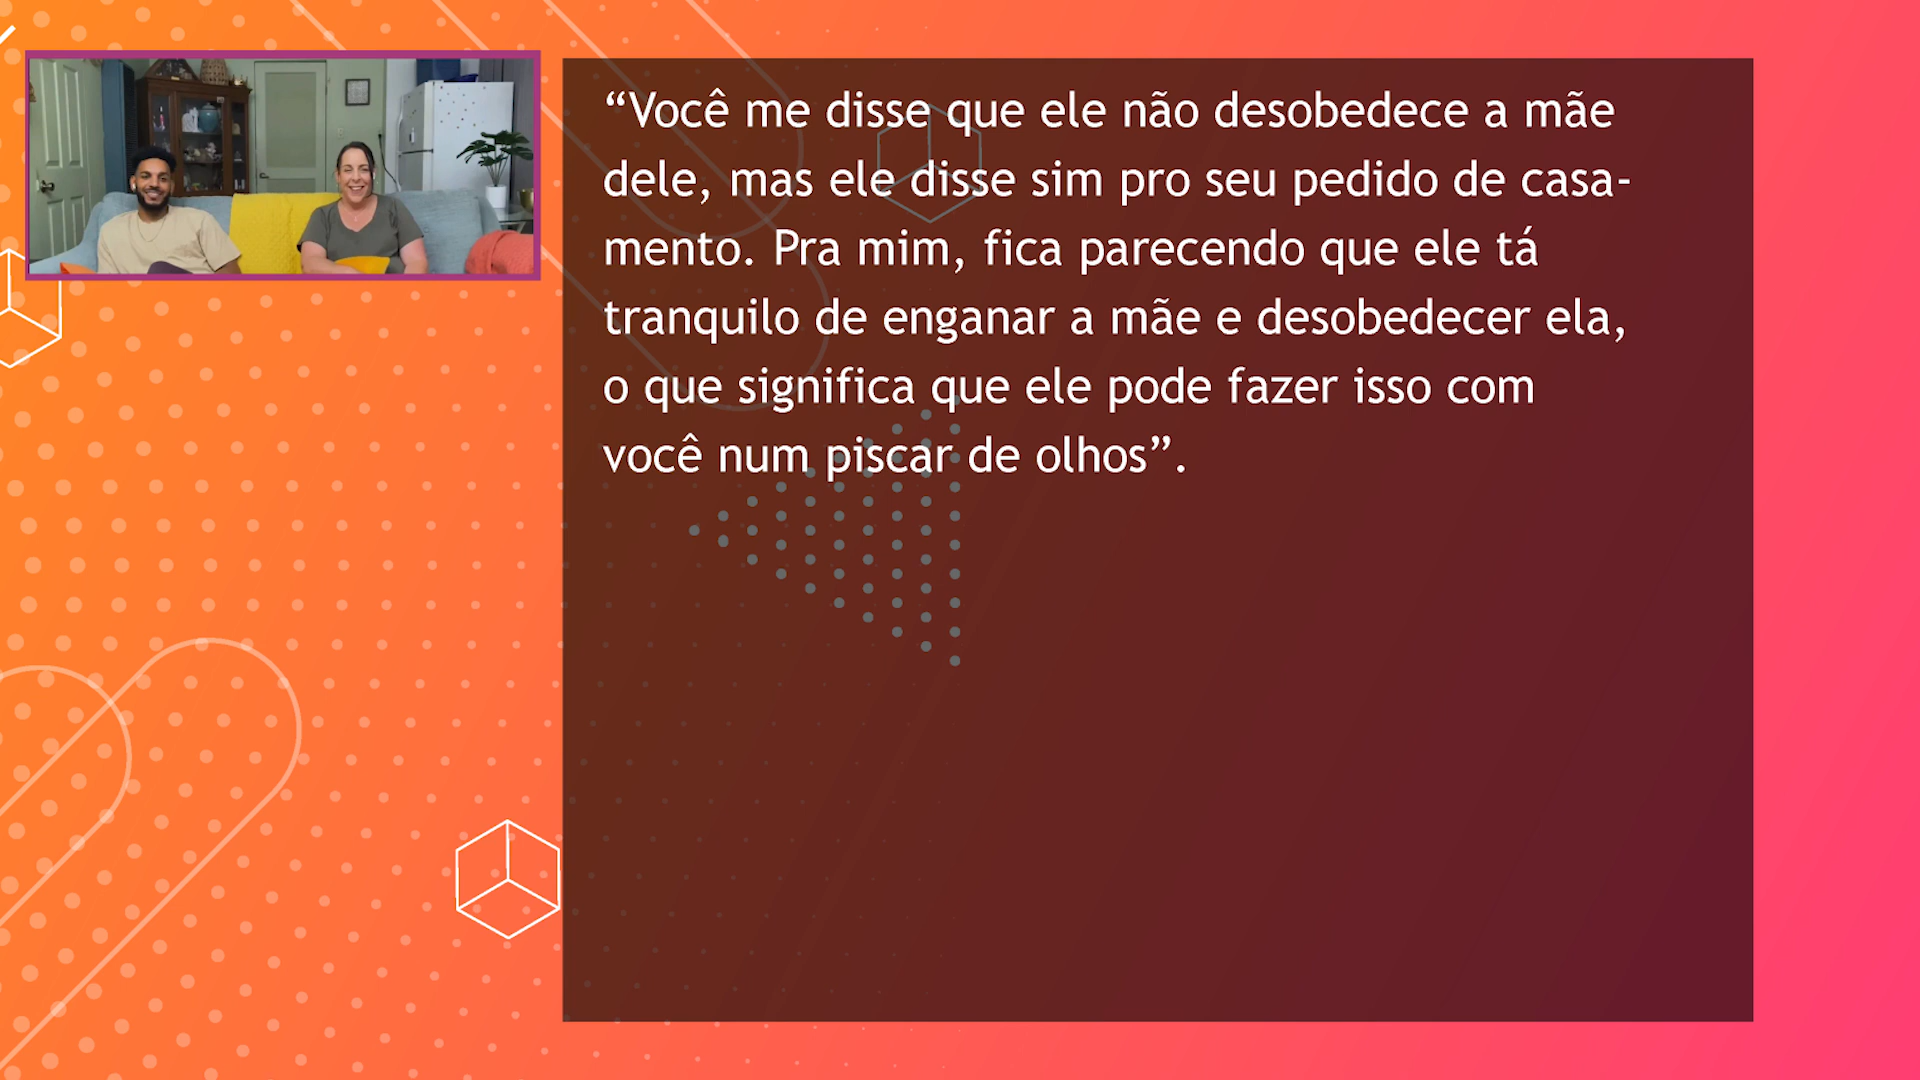 “Você me disse que ele não desobedece a mãe
dele, mas ele disse sim pro seu pedido de casa-
mento. Pra mim, fica parecendo que ele tá
tranquilo de enganar a mãe e desobedecer ela,
o que significa que ele pode fazer isso com
você num piscar de olhos”.